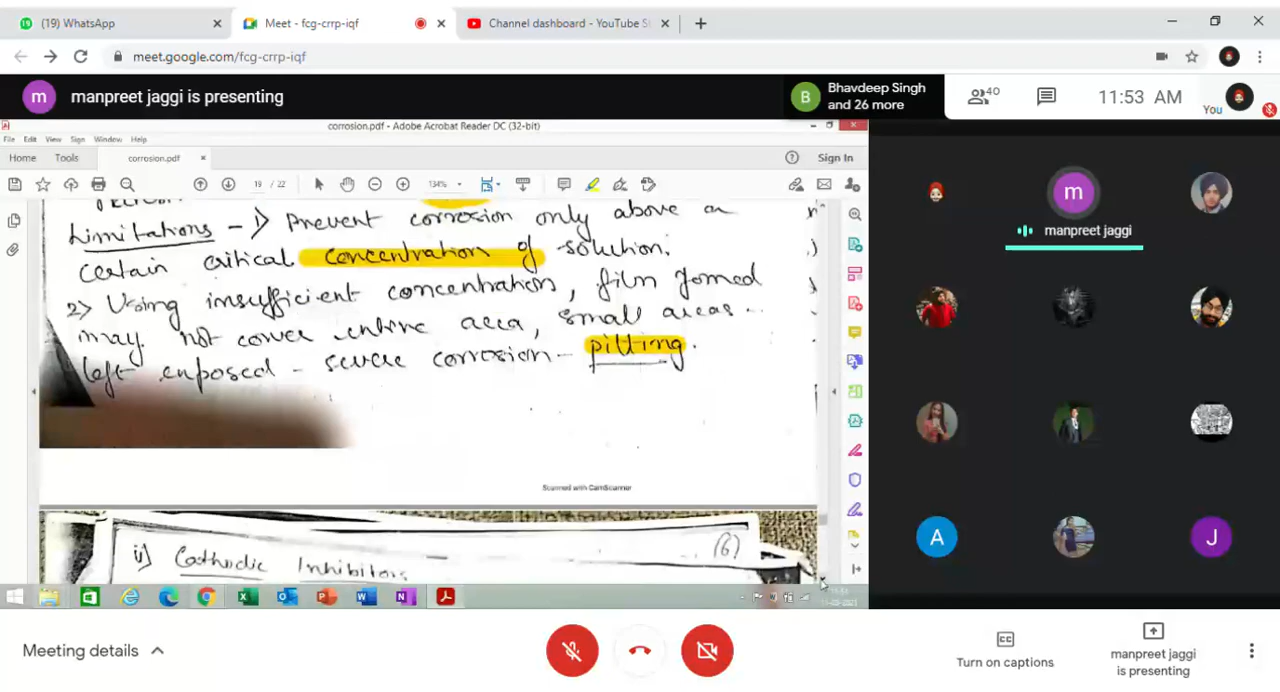 (19) WhatsApp
Meet - fcg-crrp-iqf
Channel dashboard - YouTube S
meet.google.com/fcg-crrp-iqf
m
manpreet jaggi is presenting
B
Bhavdeep Singh
and 26 more
40
11:53 AM
You
corrosion.pdf - Adobe Acrobat Reader DC (32-bit)
File Edit View Sign Window Help
Home Tools corrosion.pdf
Sign In
19 / 22
134%
Limitations - 1) Prevent corrosion only above a
certain critical concentration of solution.
2) Using insufficient concentration, film formed
may not cover entire area, small areas
left exposed - severe corrosion - pitting.
Scanned with CamScanner
(6)
ii) Cathodic Inhibitors
m
manpreet jaggi
A
J
Meeting details
CC
Turn on captions
manpreet jaggi
is presenting